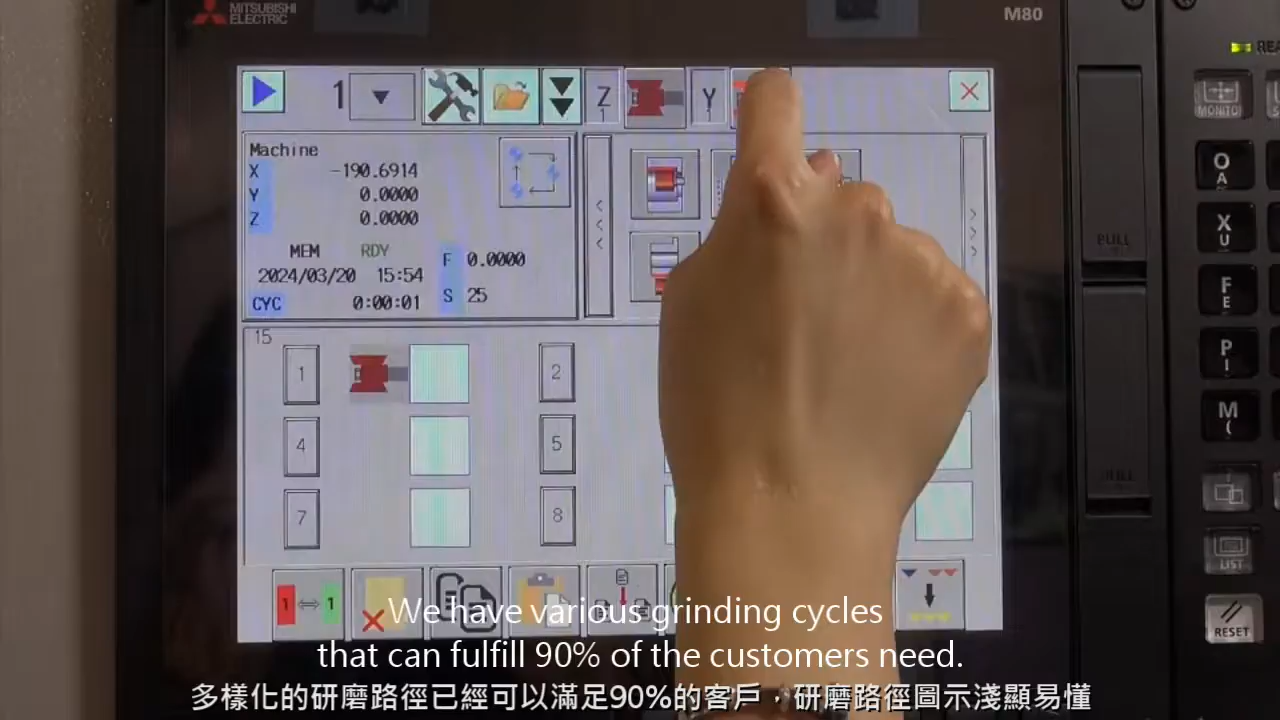 MITSUBISHI
ELECTRIC
M80
1
Z
1
Y
Machine
X -190.6914
Y 0.0000
Z 0.0000
MEM RDY
2024/03/20 15:54
CYC 0:00:01
F 0.0000
S 25
<
<
<
>
>
>
15
1
2
4
5
7
8
1 1
PULL
MONITO
O
A
X
U
F
E
P
I
M
(
LIST
RESET
We have various grinding cycles
that can fulfill 90% of the customers need.
多樣化的研磨路徑已經可以滿足90%的客戶，研磨路徑圖示淺顯易懂